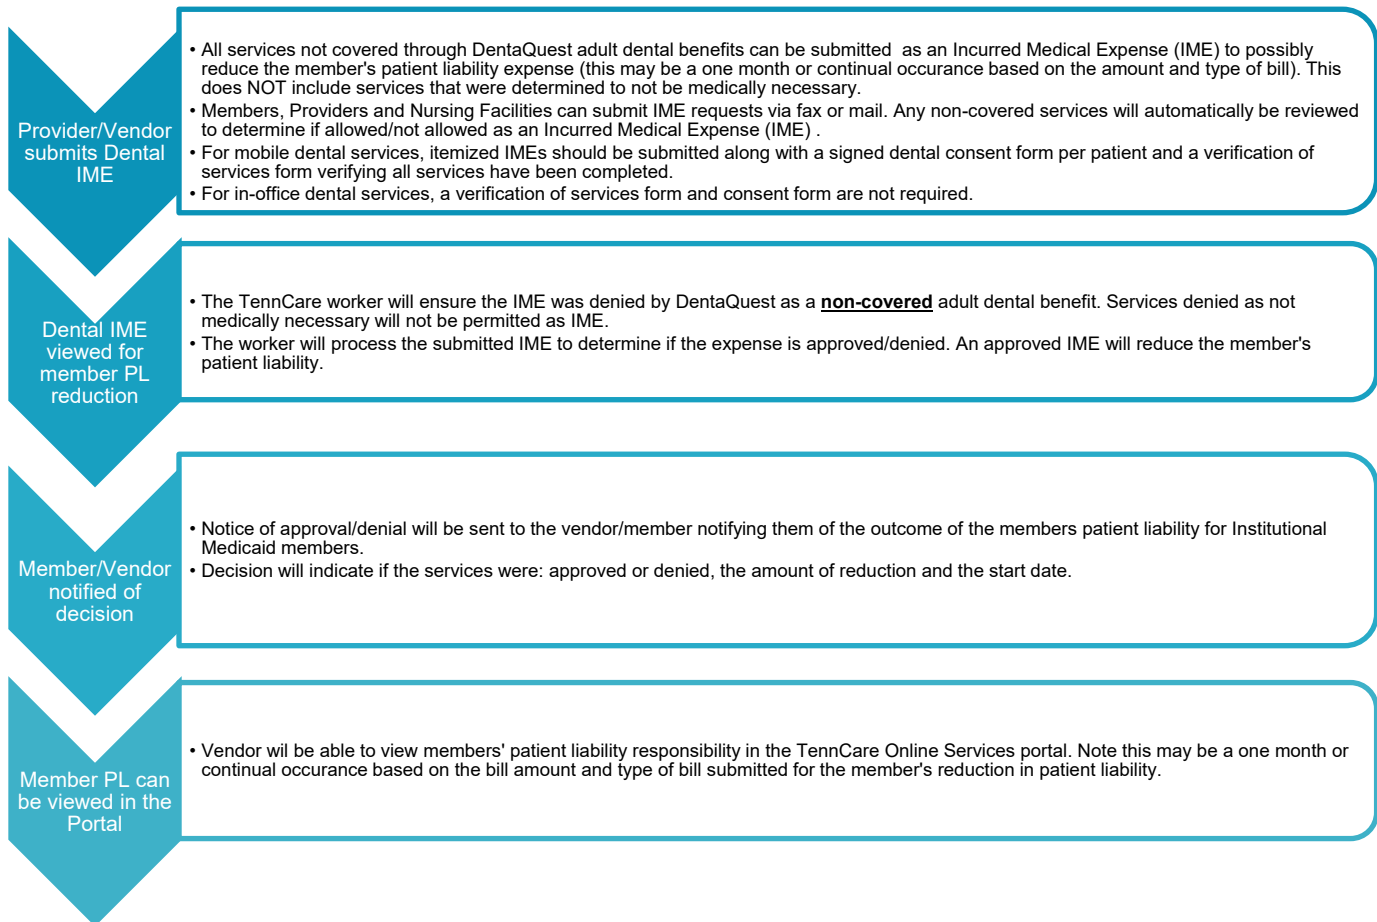 Provider/Vendor
submits Dental
IME
• All services not covered through DentaQuest adult dental benefits can be submitted  as an Incurred Medical Expense (IME) to possibly
reduce the member's patient liability expense (this may be a one month or continual occurance based on the amount and type of bill). This
does NOT include services that were determined to not be medically necessary.
• Members, Providers and Nursing Facilities can submit IME requests via fax or mail. Any non-covered services will automatically be reviewed
to determine if allowed/not allowed as an Incurred Medical Expense (IME) .
• For mobile dental services, itemized IMEs should be submitted along with a signed dental consent form per patient and a verification of
services form verifying all services have been completed.
• For in-office dental services, a verification of services form and consent form are not required.
Dental IME
viewed for
member PL
reduction
• The TennCare worker will ensure the IME was denied by DentaQuest as a non-covered adult dental benefit. Services denied as not
medically necessary will not be permitted as IME.
• The worker will process the submitted IME to determine if the expense is approved/denied. An approved IME will reduce the member's
patient liability.
Member/Vendor
notified of
decision
• Notice of approval/denial will be sent to the vendor/member notifying them of the outcome of the members patient liability for Institutional
Medicaid members.
• Decision will indicate if the services were: approved or denied, the amount of reduction and the start date.
Member PL can
be viewed in the
Portal
• Vendor wil be able to view members' patient liability responsibility in the TennCare Online Services portal. Note this may be a one month or
continual occurance based on the bill amount and type of bill submitted for the member's reduction in patient liability.